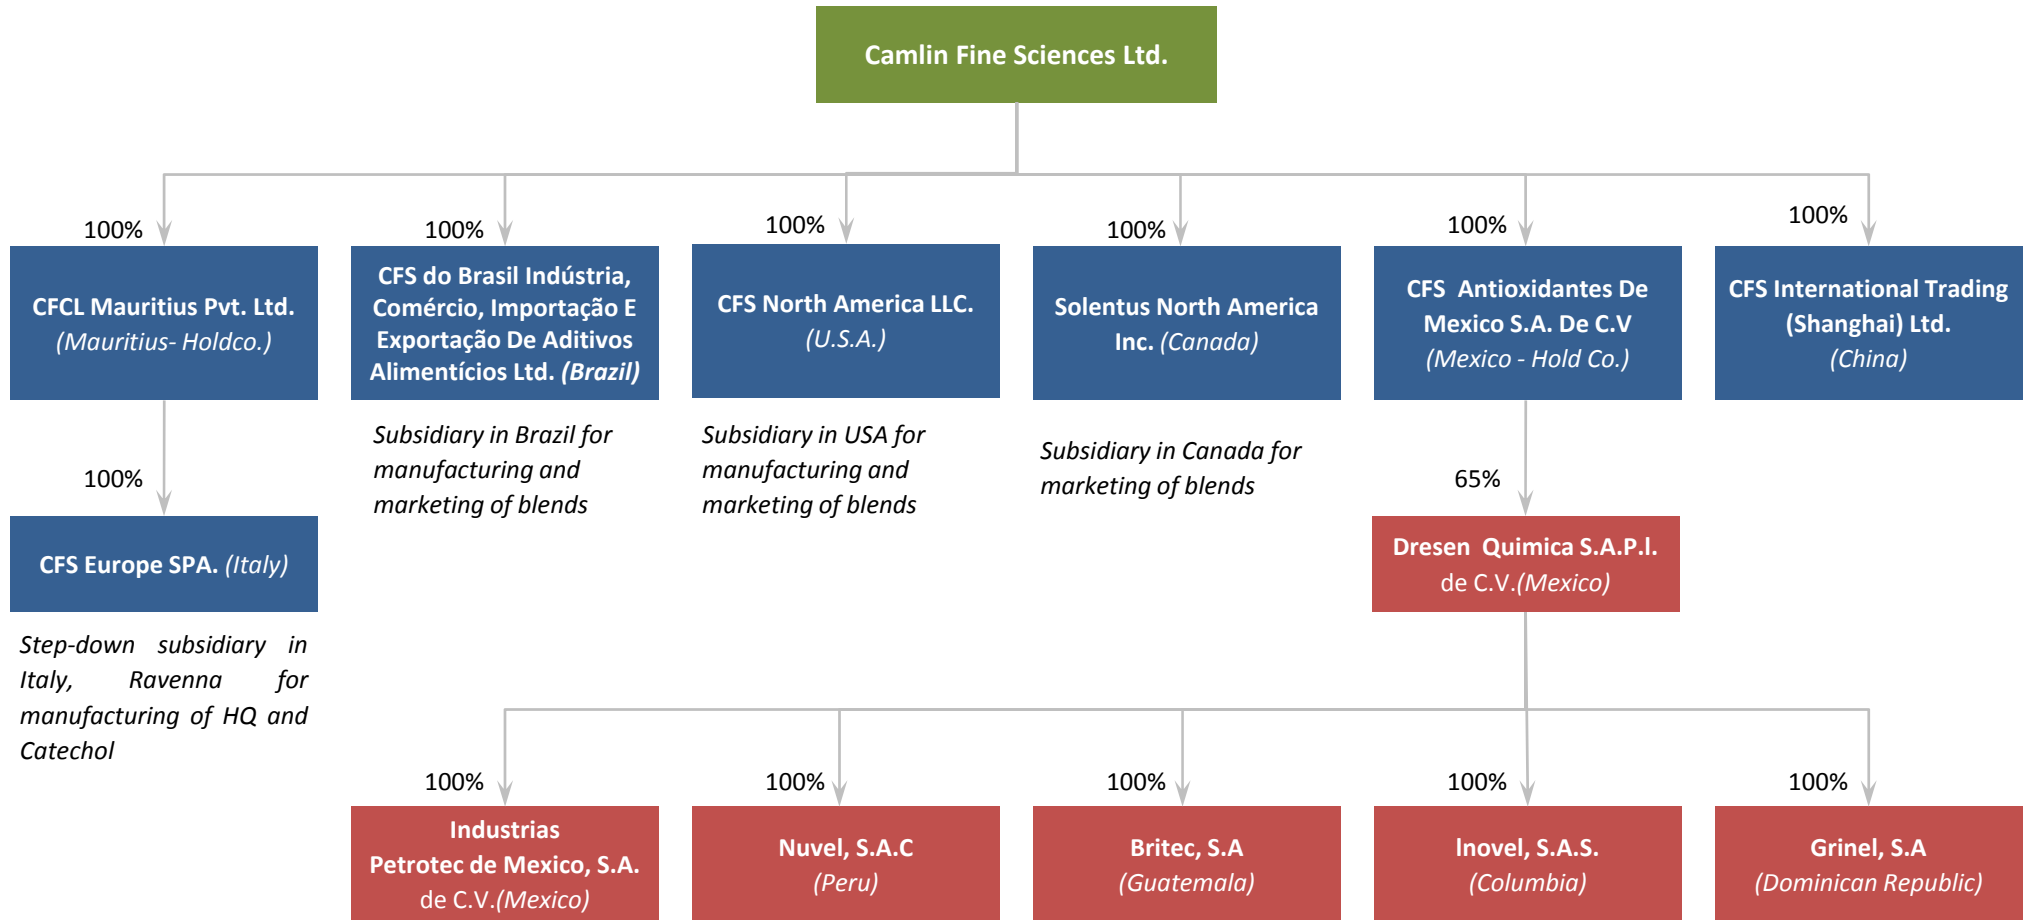 Camlin Fine Sciences Ltd.
100%
100%
100%
100%
100%
100%
CFCL Mauritius Pvt. Ltd.
(Mauritius- Holdco.)
CFS do Brasil Indústria,
Comércio, Importação E
Exportação De Aditivos
Alimentícios Ltd. (Brazil)
CFS North America LLC.
(U.S.A.)
Solentus North America
Inc. (Canada)
CFS  Antioxidantes De
Mexico S.A. De C.V
(Mexico - Hold Co.)
CFS International Trading
(Shanghai) Ltd.
(China)
Subsidiary in Brazil for
manufacturing and
marketing of blends
Subsidiary in USA for
manufacturing and
marketing of blends
Subsidiary in Canada for
marketing of blends
100%
65%
CFS Europe SPA. (Italy)
Dresen  Quimica S.A.P.l.
de C.V.(Mexico)
Step-down subsidiary in
Italy, Ravenna for
manufacturing of HQ and
Catechol
100%
100%
100%
100%
100%
Industrias
Petrotec de Mexico, S.A.
de C.V.(Mexico)
Nuvel, S.A.C
(Peru)
Britec, S.A
(Guatemala)
lnovel, S.A.S.
(Columbia)
Grinel, S.A
(Dominican Republic)